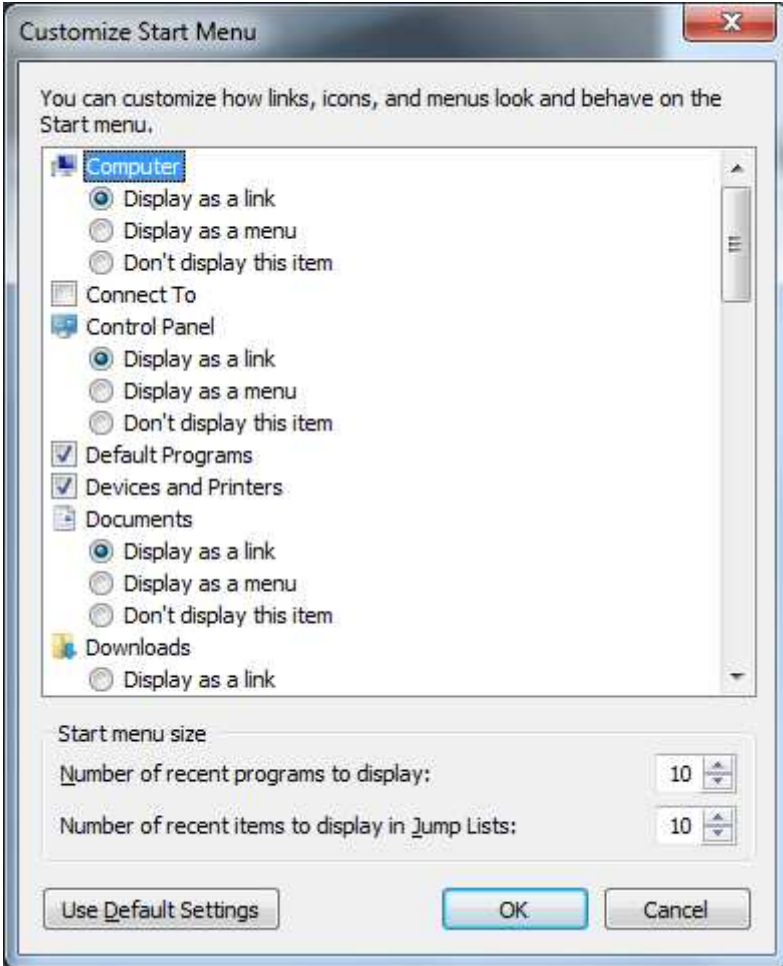 Customize Start Menu
You can customize how links, icons, and menus look and behave on the
Start menu.
Computer
Display as a link
Display as a menu
Don't display this item
Connect To
Control Panel
Display as a link
Display as a menu
Don't display this item
Default Programs
Devices and Printers
Documents
Display as a link
Display as a menu
Don't display this item
Downloads
Display as a link
Start menu size
Number of recent programs to display: 10
Number of recent items to display in Jump Lists: 10
Use Default Settings OK Cancel